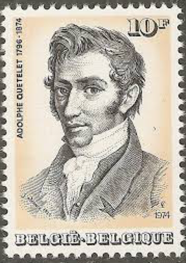 10F
ADOLPHE QUETELET 1796-1874
1974
BELGIË-BELGIQUE